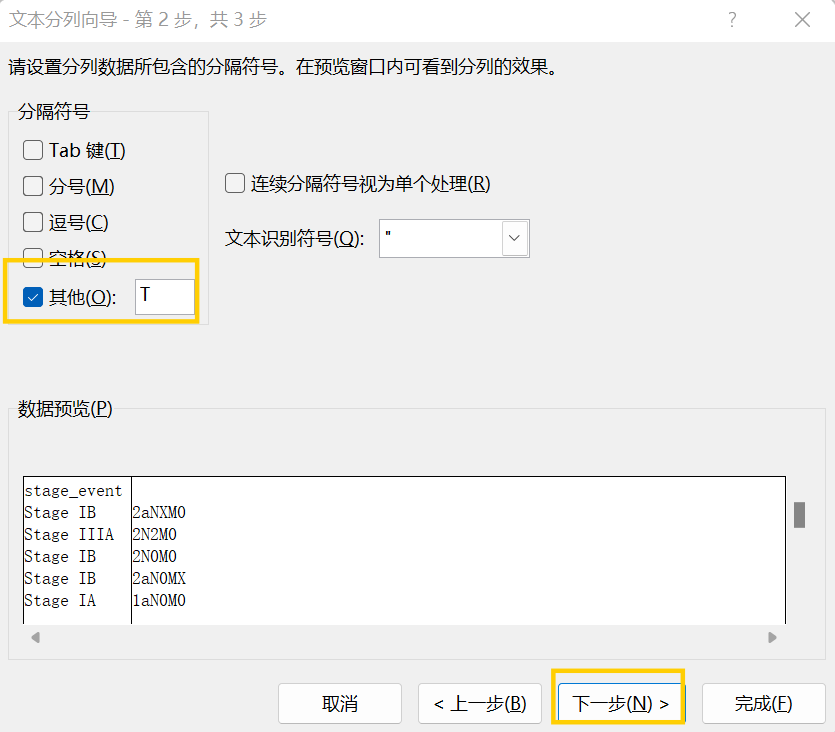 文本分列向导 - 第 2 步，共 3 步
请设置分列数据所包含的分隔符号。在预览窗口内可看到分列的效果。
分隔符号
Tab 键(T)
分号(M)
逗号(C)
空格(S)
其他(O): T
连续分隔符号视为单个处理(R)
文本识别符号(Q): "
数据预览(P)
stage_event
Stage IB 2aNXM0
Stage IIIA 2N2M0
Stage IB 2N0M0
Stage IB 2aN0MX
Stage IA 1aN0M0
取消 < 上一步(B) 下一步(N) > 完成(F)